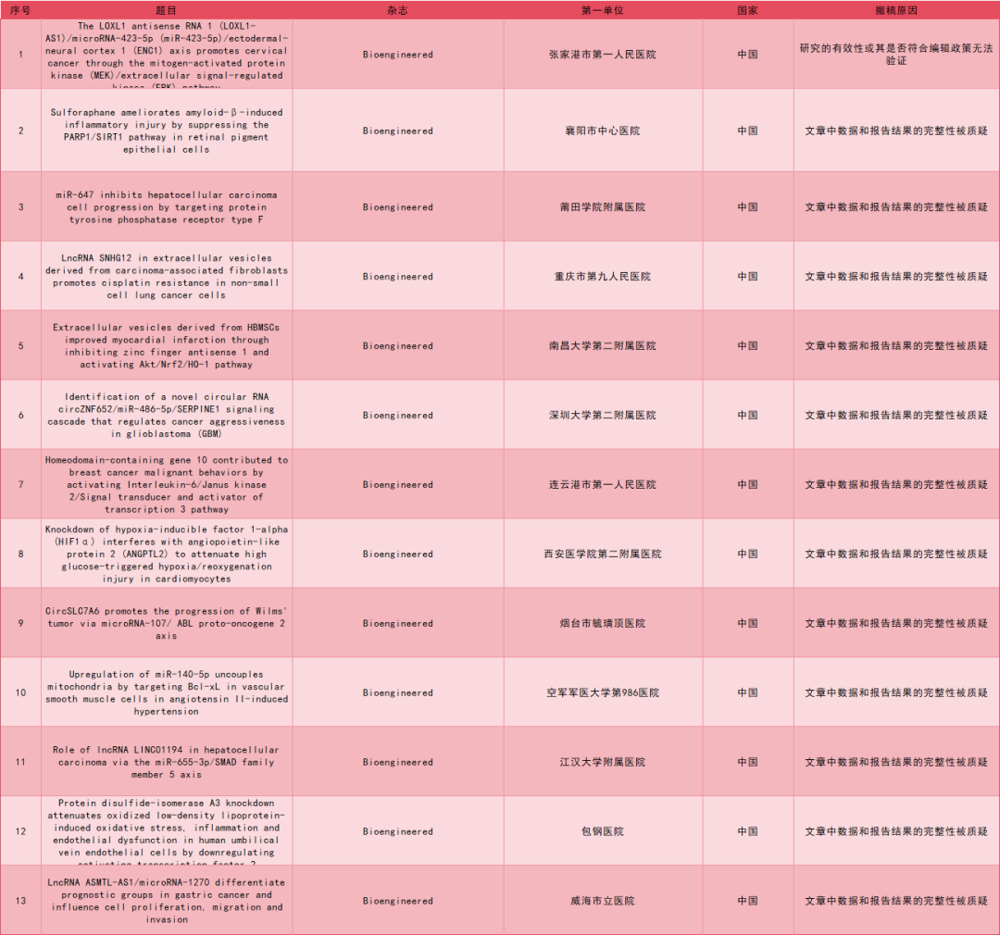 序号 题目 杂志 第一单位 国家 撤稿原因
The LOXL1 antisense RNA 1 (LOXL1-
AS1)/microRNA-423-5p (miR-423-5p)/ectodermal-
neural cortex 1 (ENC1) axis promotes cervical
cancer through the mitogen-activated protein
kinase (MEK)/extracellular signal-regulated
kinase (ERK) pathway
1 Bioengineered 张家港市第一人民医院 中国 研究的有效性或其是否符合编辑政策无法
验证
Sulforaphane ameliorates amyloid-β-induced
inflammatory injury by suppressing the
PARP1/SIRT1 pathway in retinal pigment
epithelial cells
2 Bioengineered 襄阳市中心医院 中国 文章中数据和报告结果的完整性被质疑
miR-647 inhibits hepatocellular carcinoma
cell progression by targeting protein
tyrosine phosphatase receptor type F
3 Bioengineered 莆田学院附属医院 中国 文章中数据和报告结果的完整性被质疑
LncRNA SNHG12 in extracellular vesicles
derived from carcinoma-associated fibroblasts
promotes cisplatin resistance in non-small
cell lung cancer cells
4 Bioengineered 重庆市第九人民医院 中国 文章中数据和报告结果的完整性被质疑
Extracellular vesicles derived from HBMSCs
improved myocardial infarction through
inhibiting zinc finger antisense 1 and
activating Akt/Nrf2/HO-1 pathway
5 Bioengineered 南昌大学第二附属医院 中国 文章中数据和报告结果的完整性被质疑
Identification of a novel circular RNA
circZNF652/miR-486-5p/SERPINE1 signaling
cascade that regulates cancer aggressiveness
in glioblastoma (GBM)
6 Bioengineered 深圳大学第二附属医院 中国 文章中数据和报告结果的完整性被质疑
Homeodomain-containing gene 10 contributed to
breast cancer malignant behaviors by
activating Interleukin-6/Janus kinase
2/Signal transducer and activator of
transcription 3 pathway
7 Bioengineered 连云港市第一人民医院 中国 文章中数据和报告结果的完整性被质疑
Knockdown of hypoxia-inducible factor 1-alpha
(HIF1α) interferes with angiopoietin-like
protein 2 (ANGPTL2) to attenuate high
glucose-triggered hypoxia/reoxygenation
injury in cardiomyocytes
8 Bioengineered 西安医学院第二附属医院 中国 文章中数据和报告结果的完整性被质疑
CircSLC7A6 promotes the progression of Wilms'
tumor via microRNA-107/ ABL proto-oncogene 2
axis
9 Bioengineered 烟台市毓璜顶医院 中国 文章中数据和报告结果的完整性被质疑
Upregulation of miR-140-5p uncouples
mitochondria by targeting Bcl-xL in vascular
smooth muscle cells in angiotensin II-induced
hypertension
10 Bioengineered 空军军医大学第986医院 中国 文章中数据和报告结果的完整性被质疑
Role of lncRNA LINC01194 in hepatocellular
carcinoma via the miR-655-3p/SMAD family
member 5 axis
11 Bioengineered 江汉大学附属医院 中国 文章中数据和报告结果的完整性被质疑
Protein disulfide-isomerase A3 knockdown
attenuates oxidized low-density lipoprotein-
induced oxidative stress, inflammation and
endothelial dysfunction in human umbilical
vein endothelial cells by downregulating
activating transcription factor 2
12 Bioengineered 包钢医院 中国 文章中数据和报告结果的完整性被质疑
LncRNA ASMTL-AS1/microRNA-1270 differentiate
prognostic groups in gastric cancer and
influence cell proliferation, migration and
invasion
13 Bioengineered 威海市立医院 中国 文章中数据和报告结果的完整性被质疑